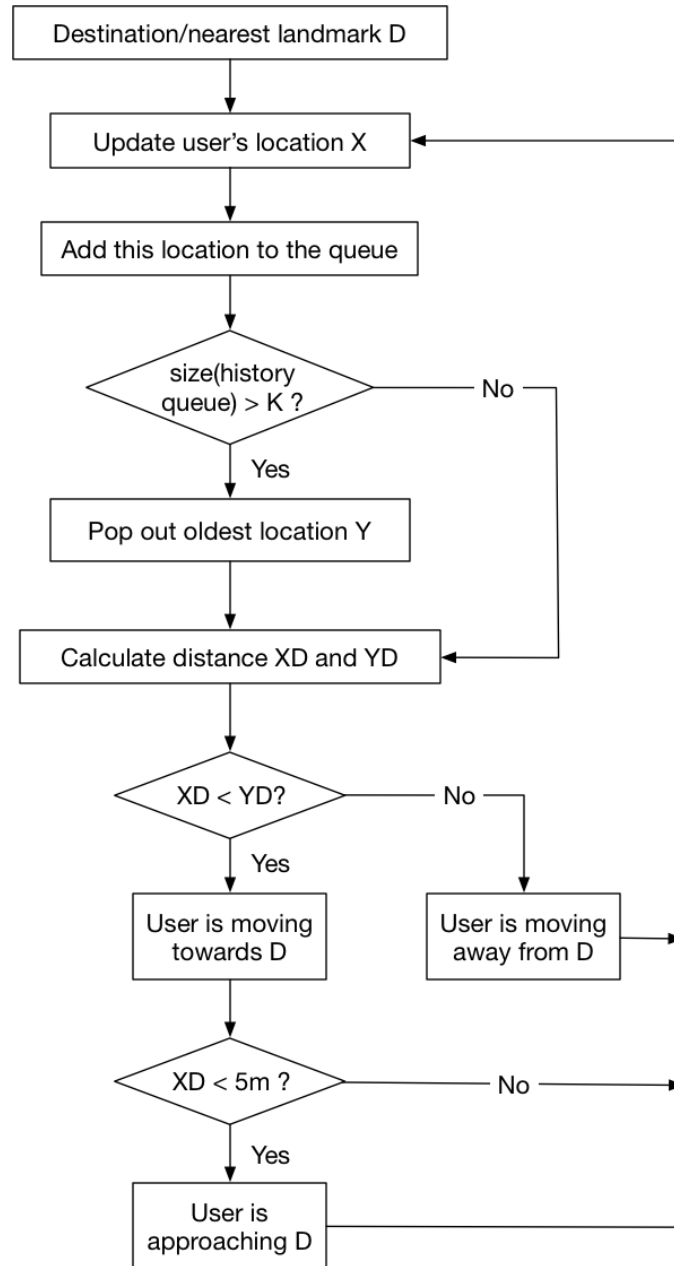 Destination/nearest landmark D
Update user's location X
Add this location to the queue
size(history
queue) > K ?
No
Yes
Pop out oldest location Y
Calculate distance XD and YD
XD < YD?
No
Yes
User is moving
towards D
User is moving
away from D
XD < 5m ?
No
Yes
User is
approaching D